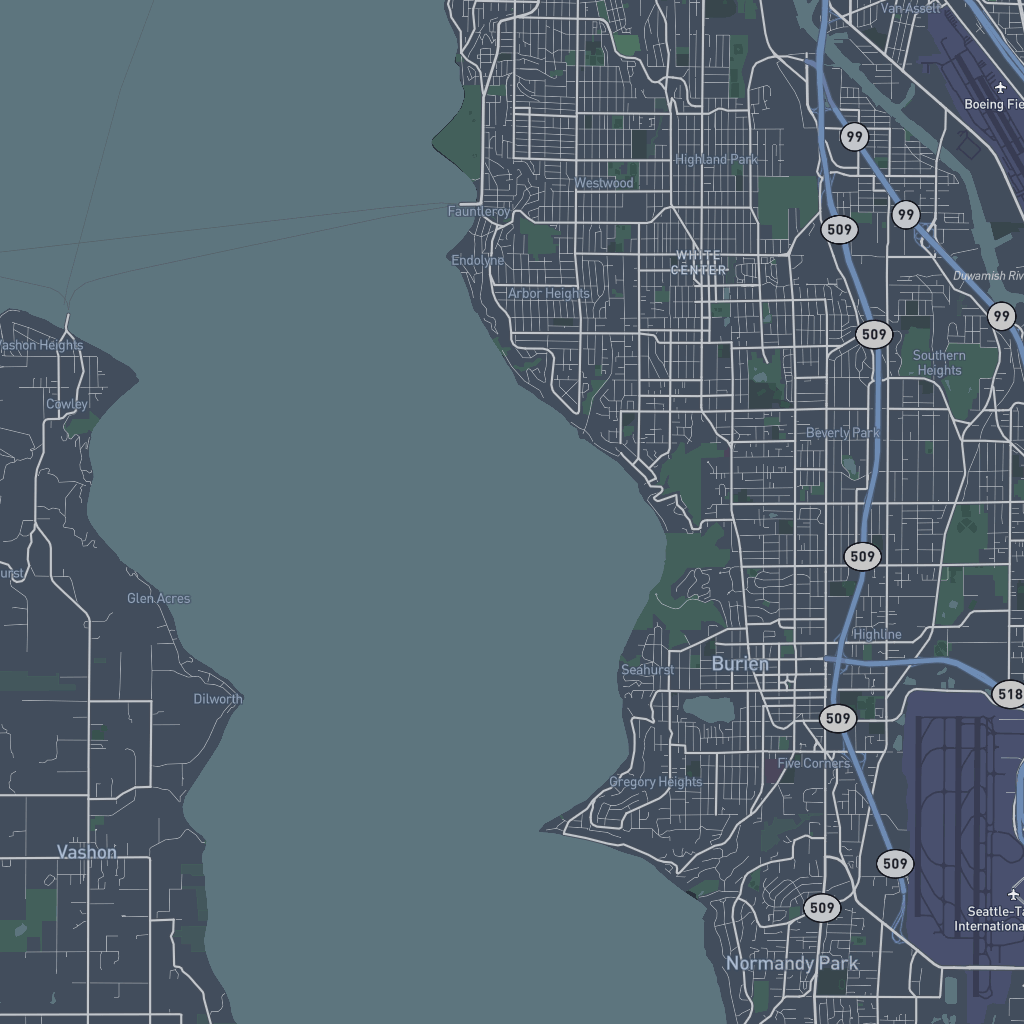 Van Asset
Boeing Fie
99
Highland Park
Westwood
99
Fauntleroy
509
WHITE
CENTER
Endolyne
Duwamish Riv
Arbor Heights
99
509
Vashon Heights
Southern
Heights
Cowley
Beverly Park
509
urst
Glen Acres
Highline
Burien
Seahurst
518
Dilworth
509
Five Corners
Gregory Heights
Vashon
509
509
Seattle-Ta
International
Normandy Park